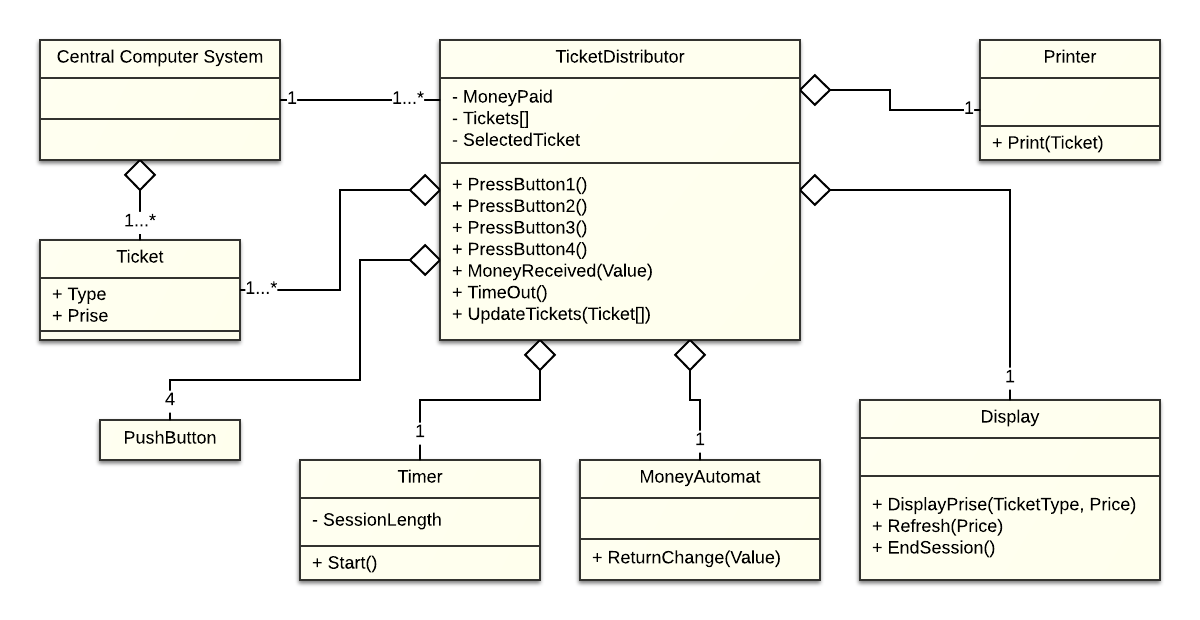 Central Computer System
1
1...*
TicketDistributor
- MoneyPaid
- Tickets[]
- SelectedTicket
+ PressButton1()
+ PressButton2()
+ PressButton3()
+ PressButton4()
+ MoneyReceived(Value)
+ TimeOut()
+ UpdateTickets(Ticket[])
1
Printer
+ Print(Ticket)
1...*
Ticket
+ Type
+ Prise
1...*
4
PushButton
1
Timer
- SessionLength
+ Start()
1
MoneyAutomat
+ ReturnChange(Value)
1
Display
+ DisplayPrise(TicketType, Price)
+ Refresh(Price)
+ EndSession()